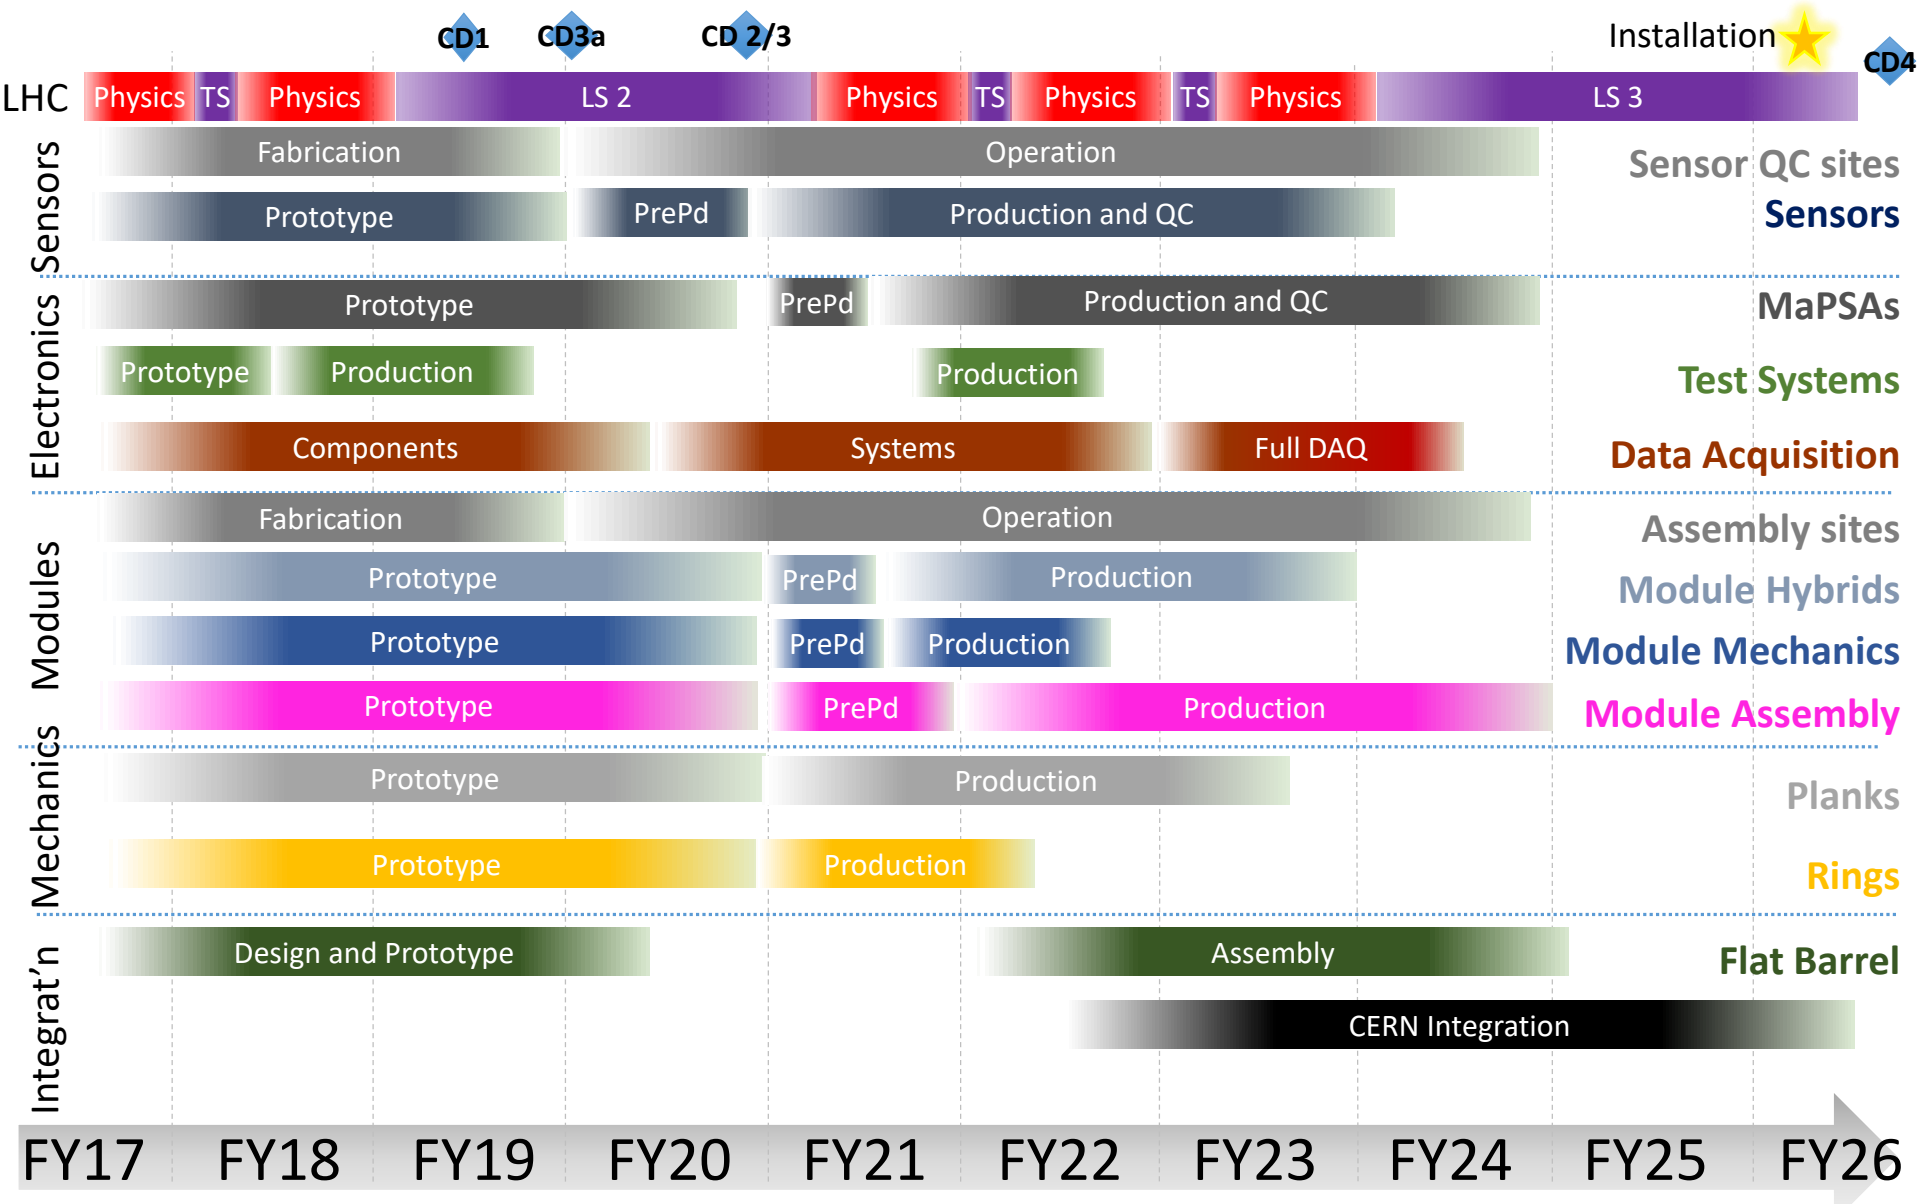 CD1
CD3a
CD 2/3
Installation
CD4
LHC
Physics
TS
Physics
LS 2
Physics
TS
Physics
TS
Physics
LS 3
Sensors
Fabrication
Operation
Sensor QC sites
Prototype
PrePd
Production and QC
Sensors
Electronics
Prototype
PrePd
Production and QC
MaPSAs
Prototype
Production
Production
Test Systems
Components
Systems
Full DAQ
Data Acquisition
Modules
Fabrication
Operation
Assembly sites
Prototype
PrePd
Production
Module Hybrids
Prototype
PrePd
Production
Module Mechanics
Prototype
PrePd
Production
Module Assembly
Mechanics
Prototype
Production
Planks
Prototype
Production
Rings
Integrat’n
Design and Prototype
Assembly
Flat Barrel
CERN Integration
FY17
FY18
FY19
FY20
FY21
FY22
FY23
FY24
FY25
FY26